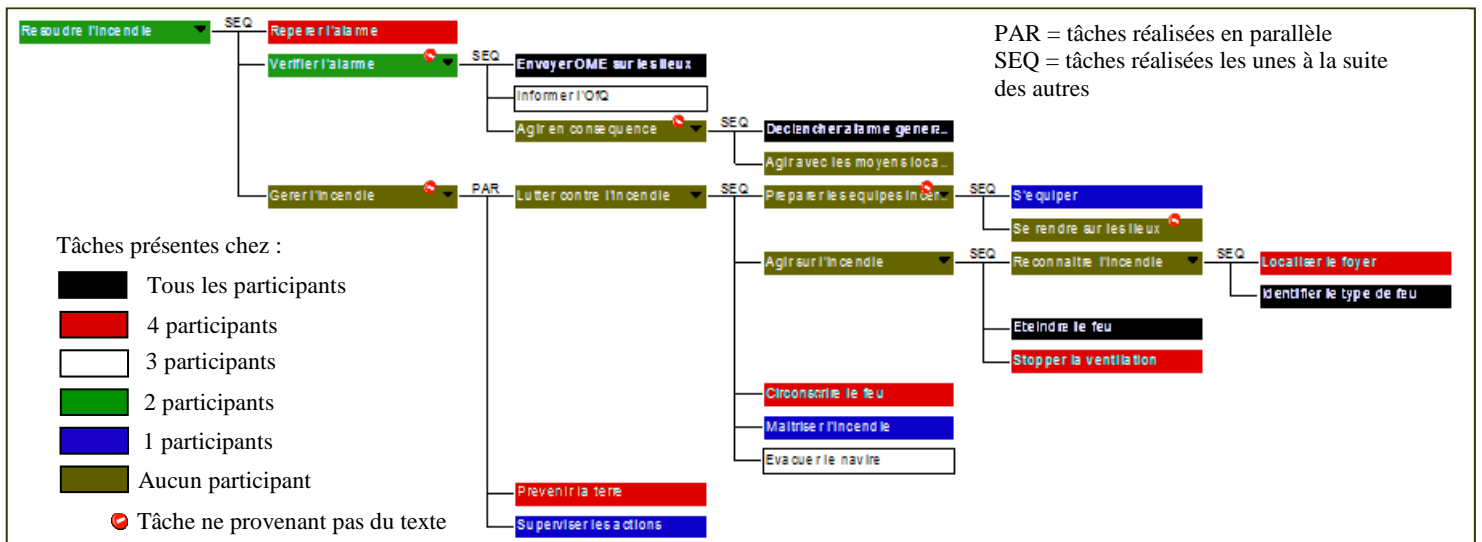 Resoudre l'incendie
SEQ
Reperer l'alarme
Verifier l'alarme
SEQ
Envoyer OME sur les lieux
Informer l'OfQ
Agir en consequence
SEQ
Declencher alarme genera...
Agir avec les moyens loca...
Gerer l'incendie
PAR
Lutter contre l'incendie
SEQ
Preparer les equipes incen...
SEQ
S'equiper
Se rendre sur les lieux
Agir sur l'incendie
SEQ
Reconnaitre l'incendie
SEQ
Localiser le foyer
Identifier le type de feu
Eteindre le feu
Stopper la ventilation
Circonscrire le feu
Maitriser l'incendie
Evacuer le navire
Prevenir la terre
Superviser les actions
PAR = tâches réalisées en parallèle
SEQ = tâches réalisées les unes à la suite
des autres
Tâches présentes chez :
Tous les participants
4 participants
3 participants
2 participants
1 participants
Aucun participant
Tâche ne provenant pas du texte